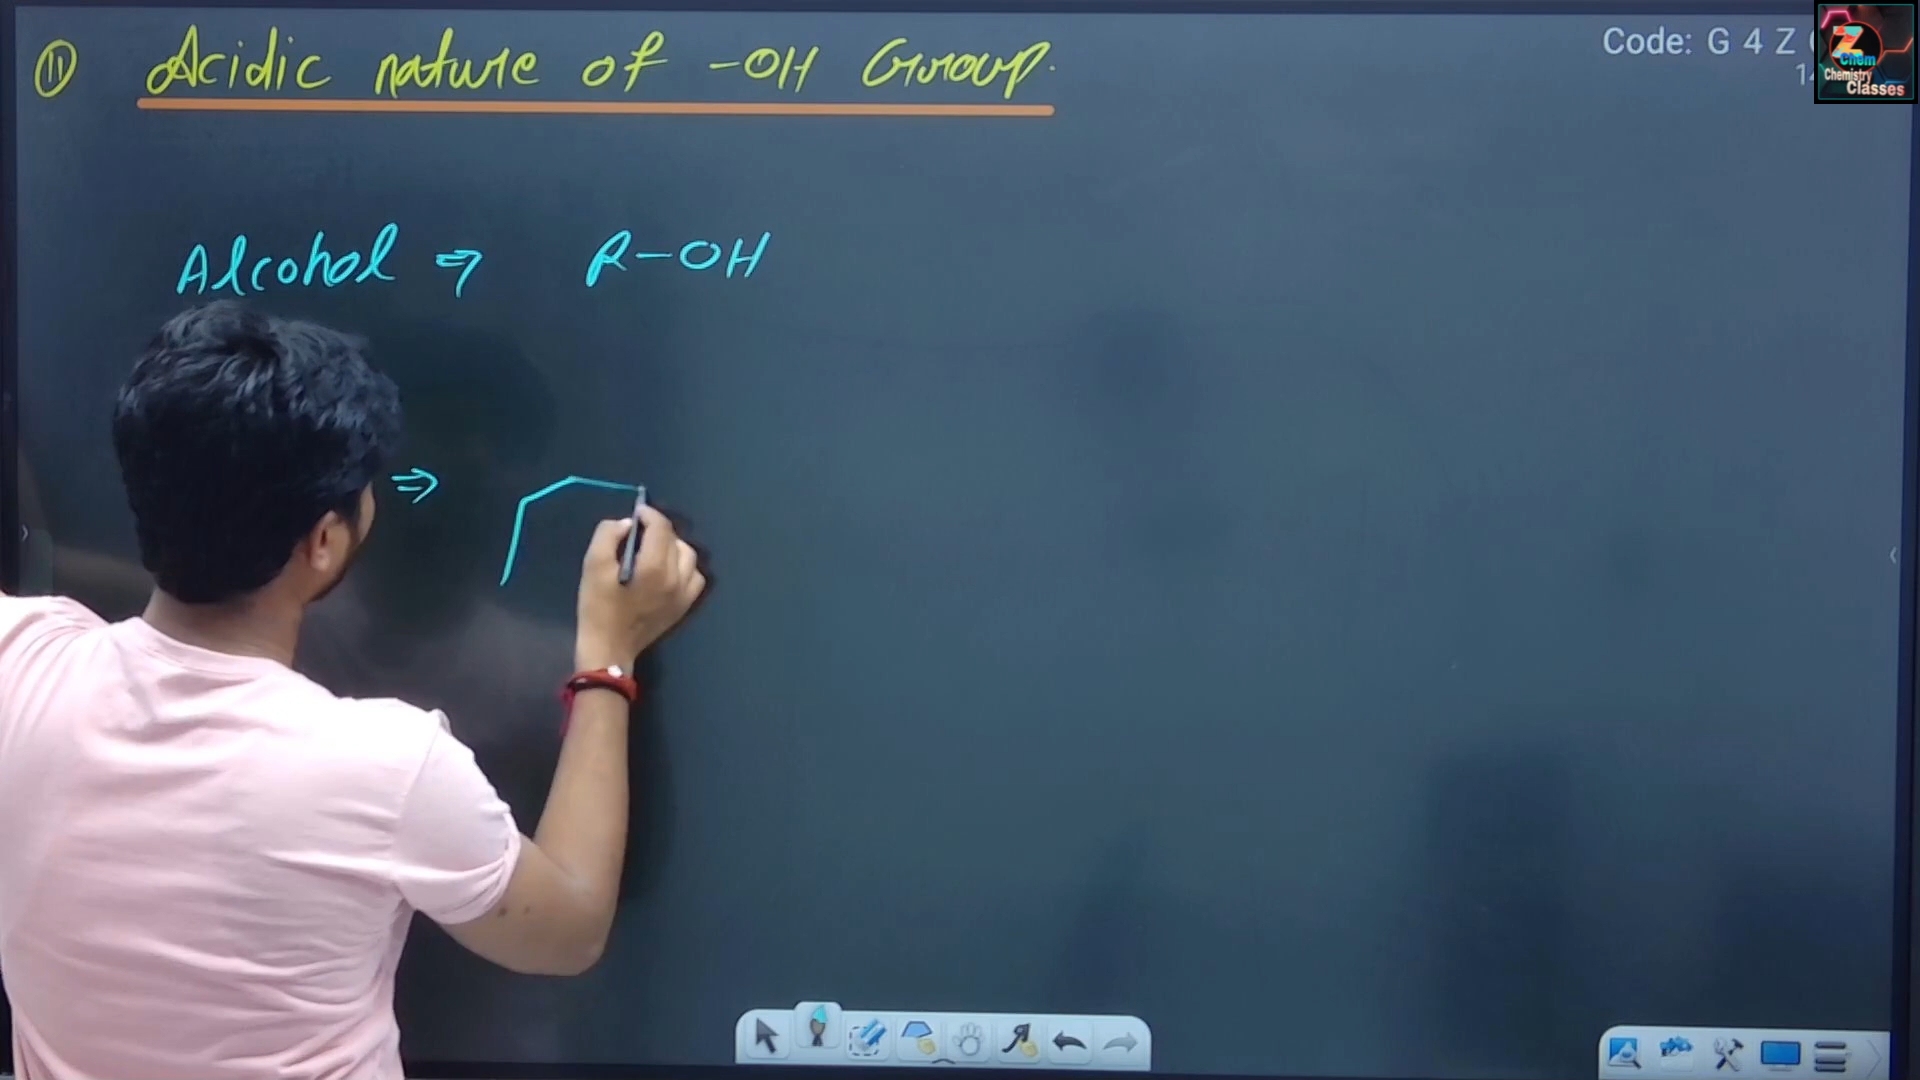 11 Acidic nature of -OH Group.
Code: G 4 Z
Z Chem
Chemistry
Classes
Alcohol ⇒ R-OH
⇒